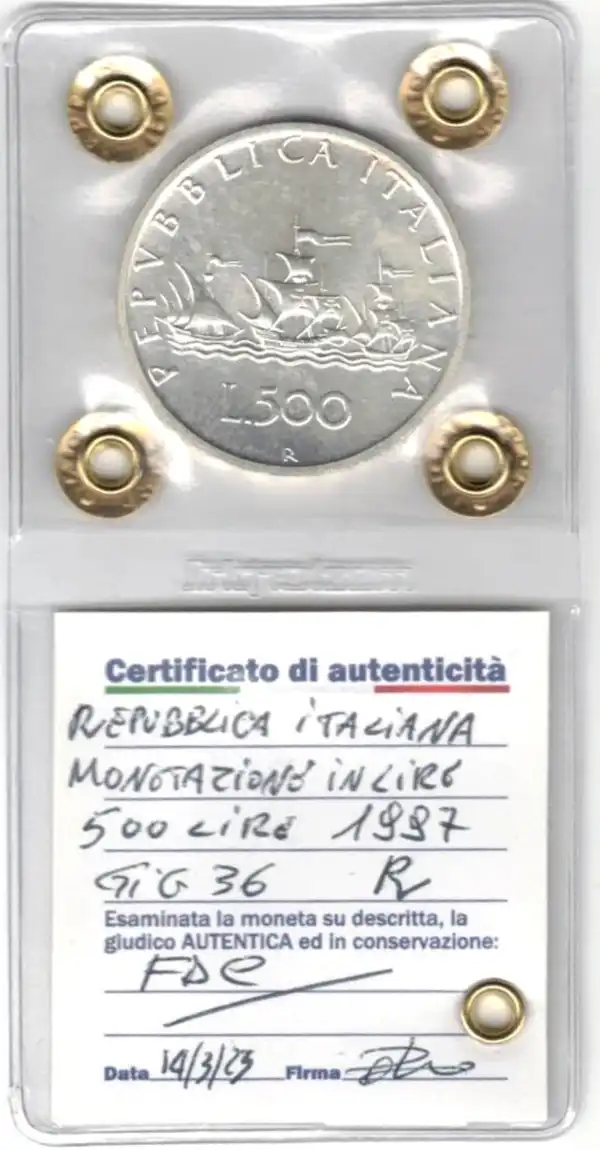 REPVBBLICA ITALIANA
L.500
R
Certificato di autenticità
REPUBBLICA ITALIANA
MONETAZIONE IN LIRE
500 LIRE 1997
GIG 36 R
Esaminata la moneta su descritta, la
giudico AUTENTICA ed in conservazione:
FDC
Data 14/3/23 Firma